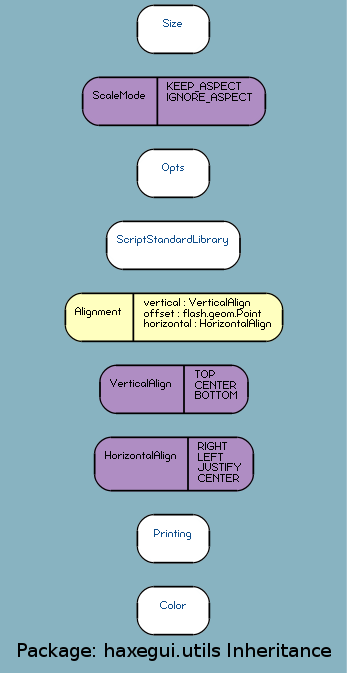 Size
ScaleMode
KEEP_ASPECT
IGNORE_ASPECT
Opts
ScriptStandardLibrary
Alignment
vertical : VerticalAlign
offset : flash.geom.Point
horizontal : HorizontalAlign
VerticalAlign
TOP
CENTER
BOTTOM
HorizontalAlign
RIGHT
LEFT
JUSTIFY
CENTER
Printing
Color
Package: haxegui.utils Inheritance